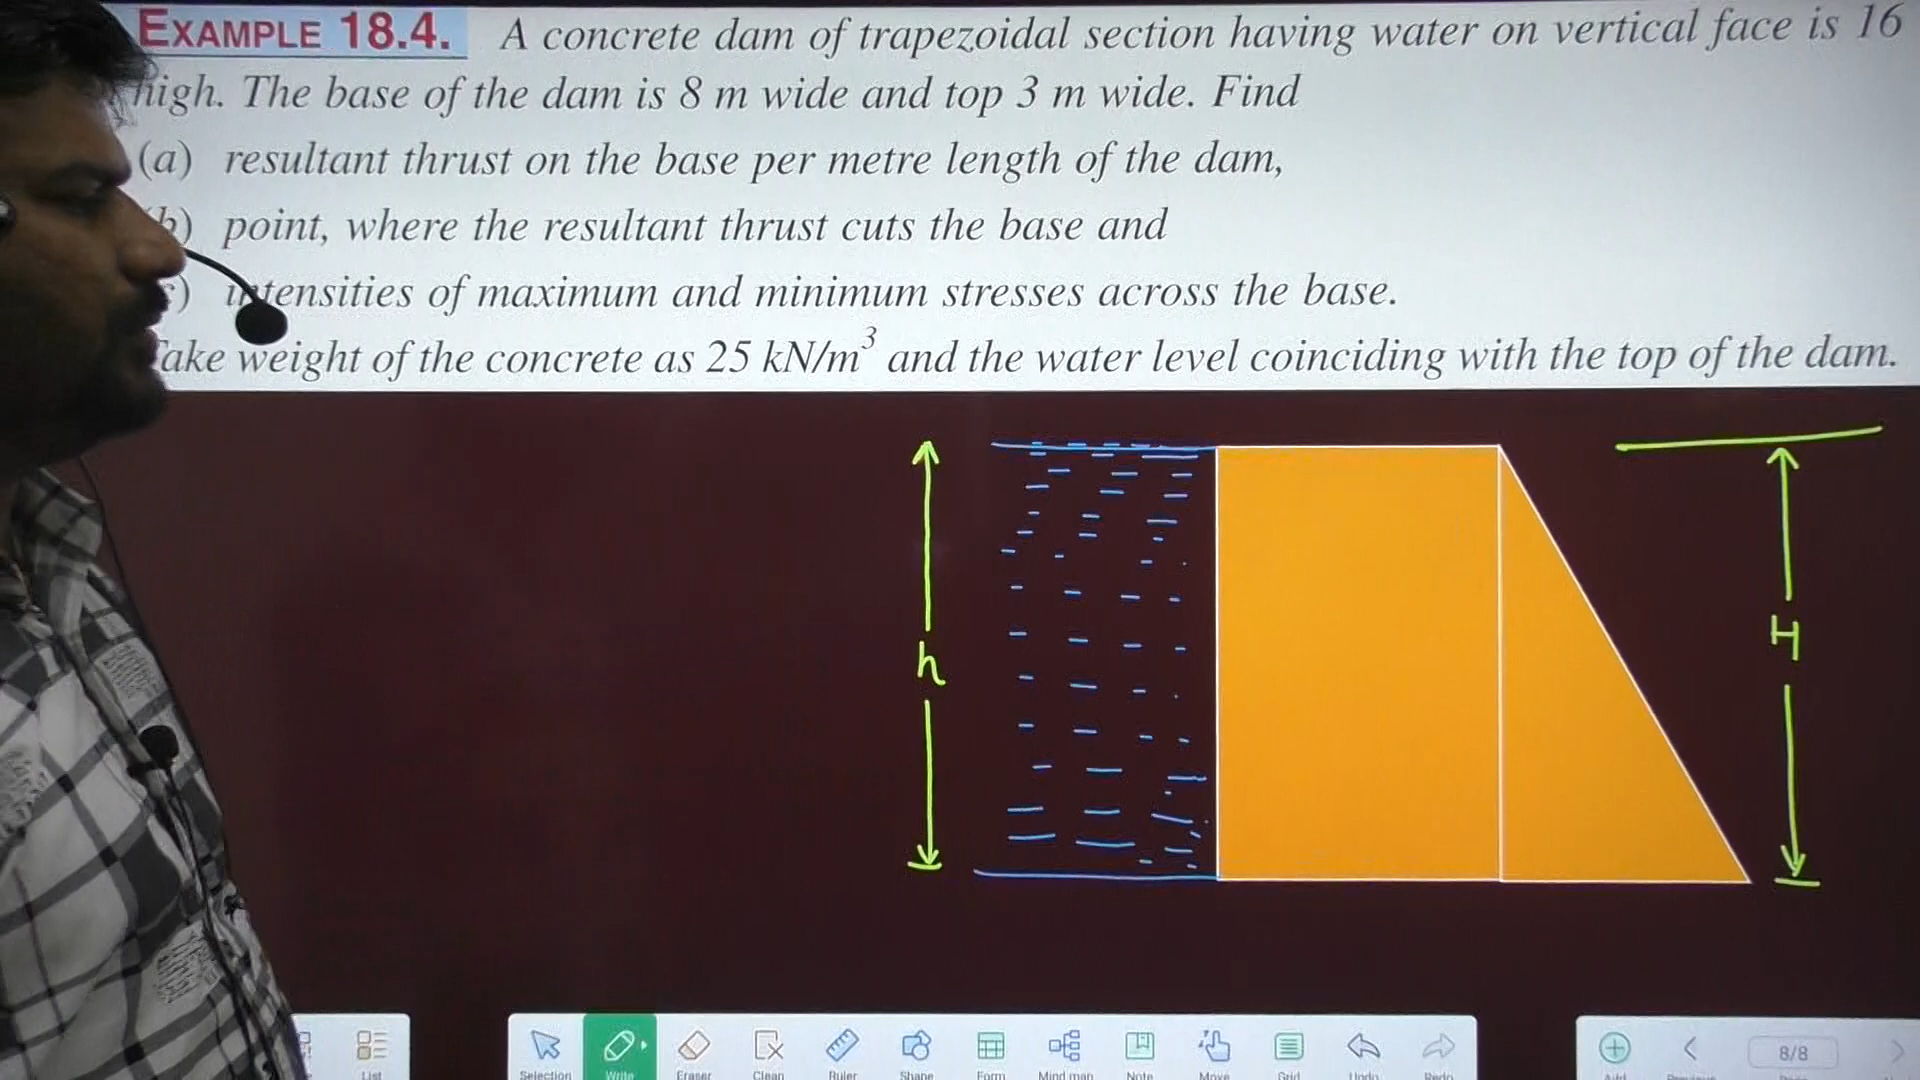 EXAMPLE 18.4. A concrete dam of trapezoidal section having water on vertical face is 16
high. The base of the dam is 8 m wide and top 3 m wide. Find
(a) resultant thrust on the base per metre length of the dam,
b) point, where the resultant thrust cuts the base and
) intensities of maximum and minimum stresses across the base.
Take weight of the concrete as 25 kN/m³ and the water level coinciding with the top of the dam.
h
H
List
Selection Write Eraser Clean Ruler Shape Form Mind map Note Move Grid Undo Redo
Add 8/8